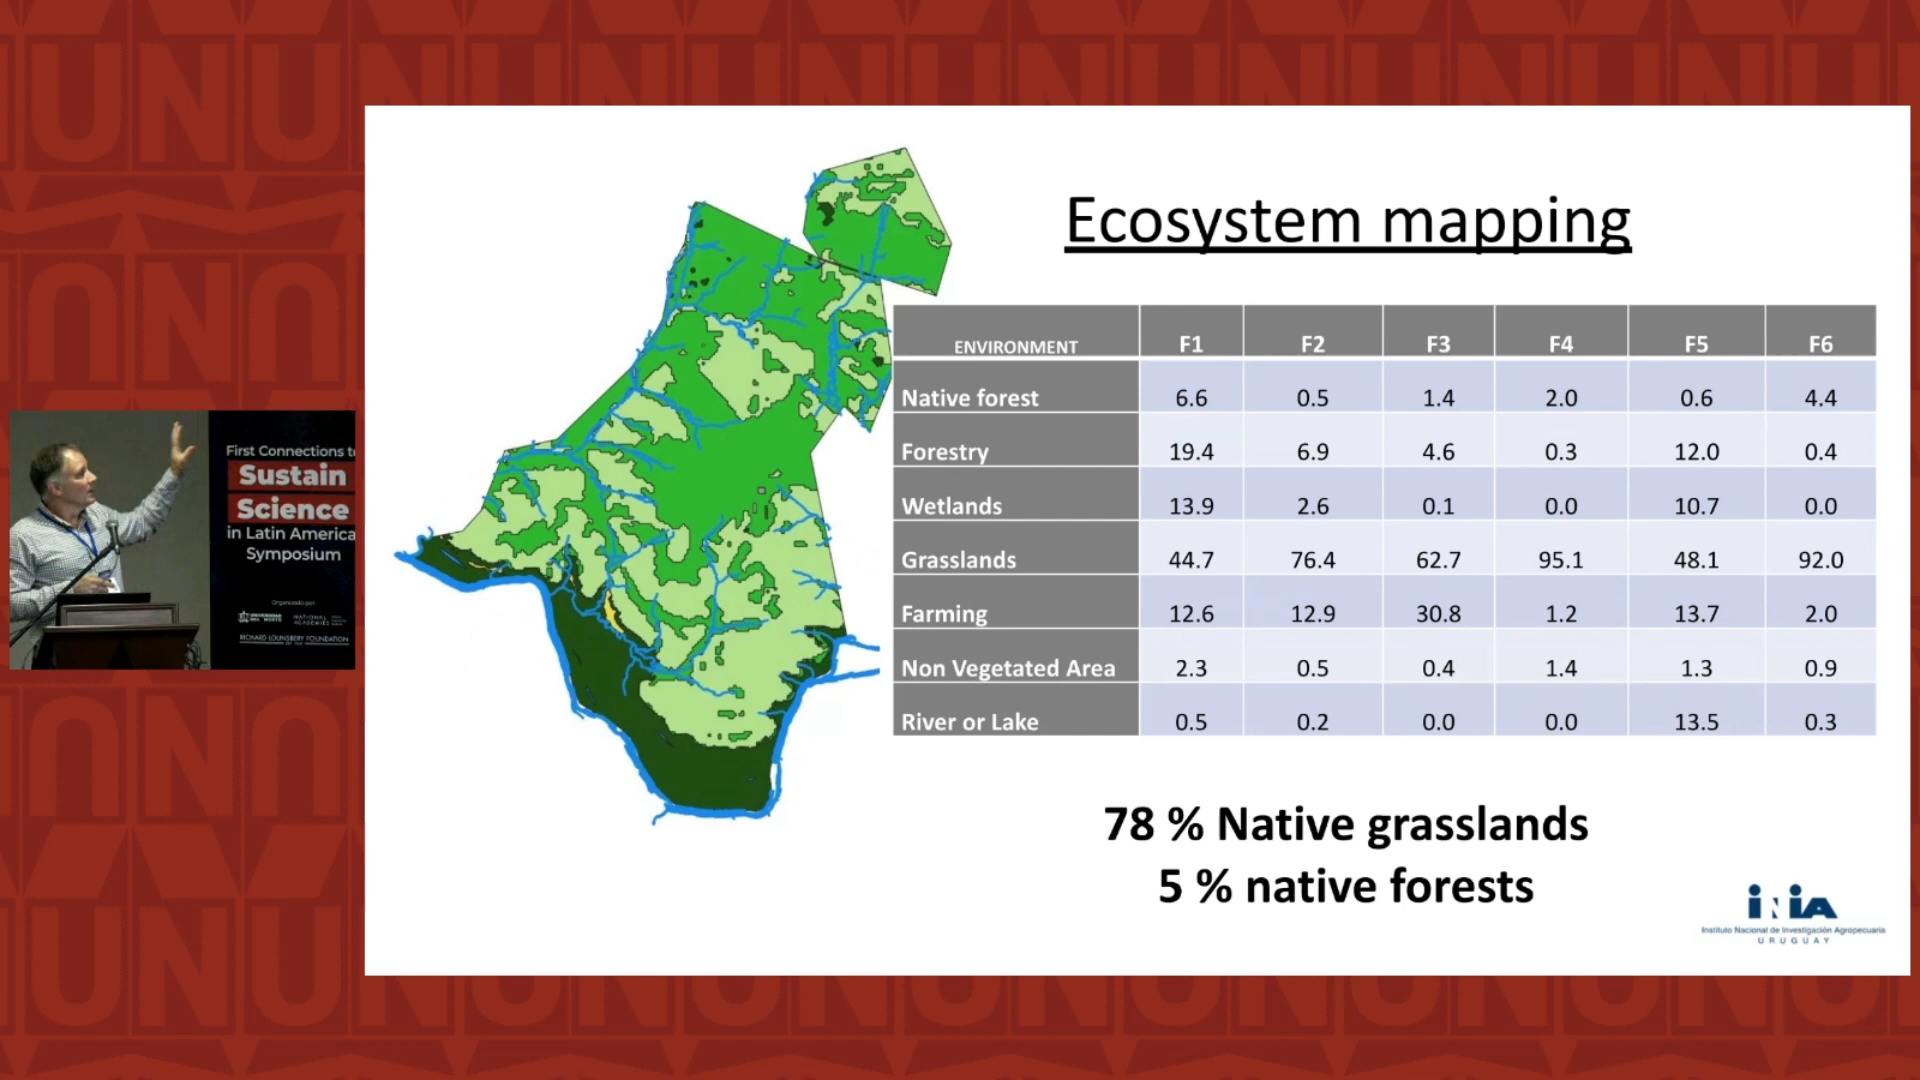 Ecosystem mapping
ENVIRONMENT F1 F2 F3 F4 F5 F6
Native forest 6.6 0.5 1.4 2.0 0.6 4.4
Forestry 19.4 6.9 4.6 0.3 12.0 0.4
Wetlands 13.9 2.6 0.1 0.0 10.7 0.0
Grasslands 44.7 76.4 62.7 95.1 48.1 92.0
Farming 12.6 12.9 30.8 1.2 13.7 2.0
Non Vegetated Area 2.3 0.5 0.4 1.4 1.3 0.9
River or Lake 0.5 0.2 0.0 0.0 13.5 0.3
78 % Native grasslands
5 % native forests
iNiA
Instituto Nacional de Investigación Agropecuaria
URUGUAY
First Connections to
Sustain
Science
in Latin America
Symposium
Organizado por
UNIVERSIDAD DEL NORTE
NATIONAL ACADEMIES
RICHARD LOUNSBERY FOUNDATION